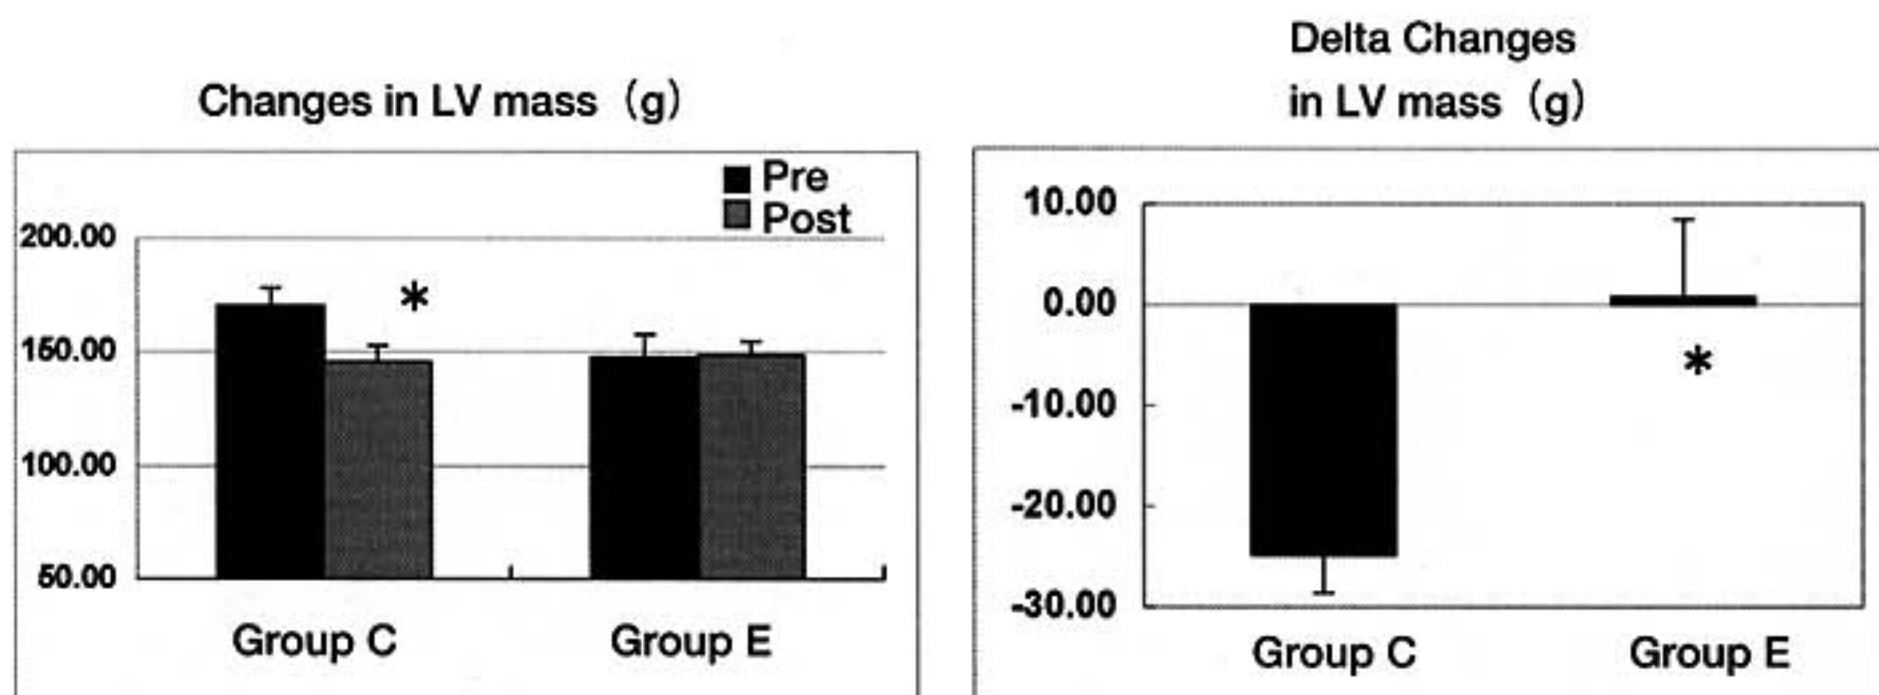 Changes in LV mass (g)
Pre
Post
200.00
150.00
100.00
50.00
*
Group C
Group E
Delta Changes
in LV mass (g)
10.00
0.00
-10.00
-20.00
-30.00
*
Group C
Group E